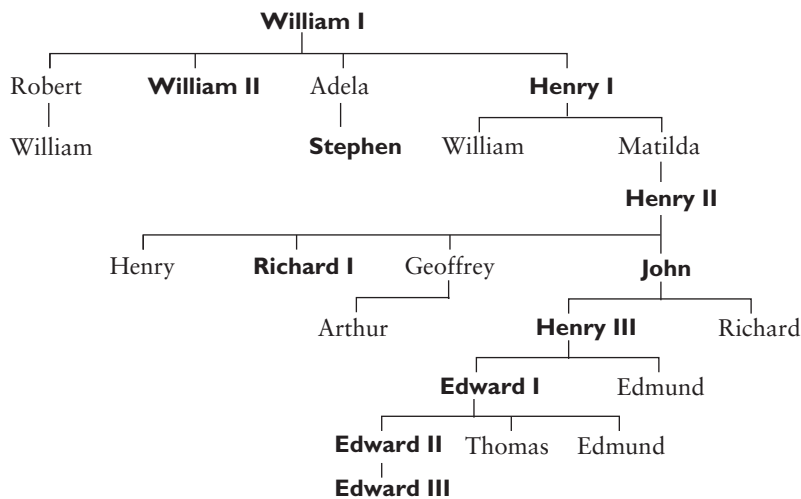 William I
Robert William II Adela Henry I
William Stephen William Matilda
Henry II
Henry Richard I Geoffrey John
Arthur Henry III Richard
Edward I Edmund
Edward II Thomas Edmund
Edward III